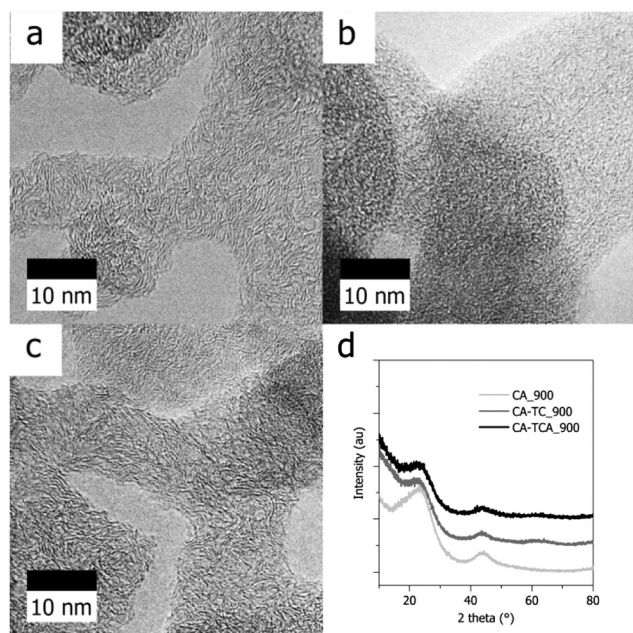 a
10 nm
b
10 nm
c
10 nm
d
CA_900
CA-TC_900
CA-TCA_900
Intensity (au)
20
40
60
80
2 theta (°)